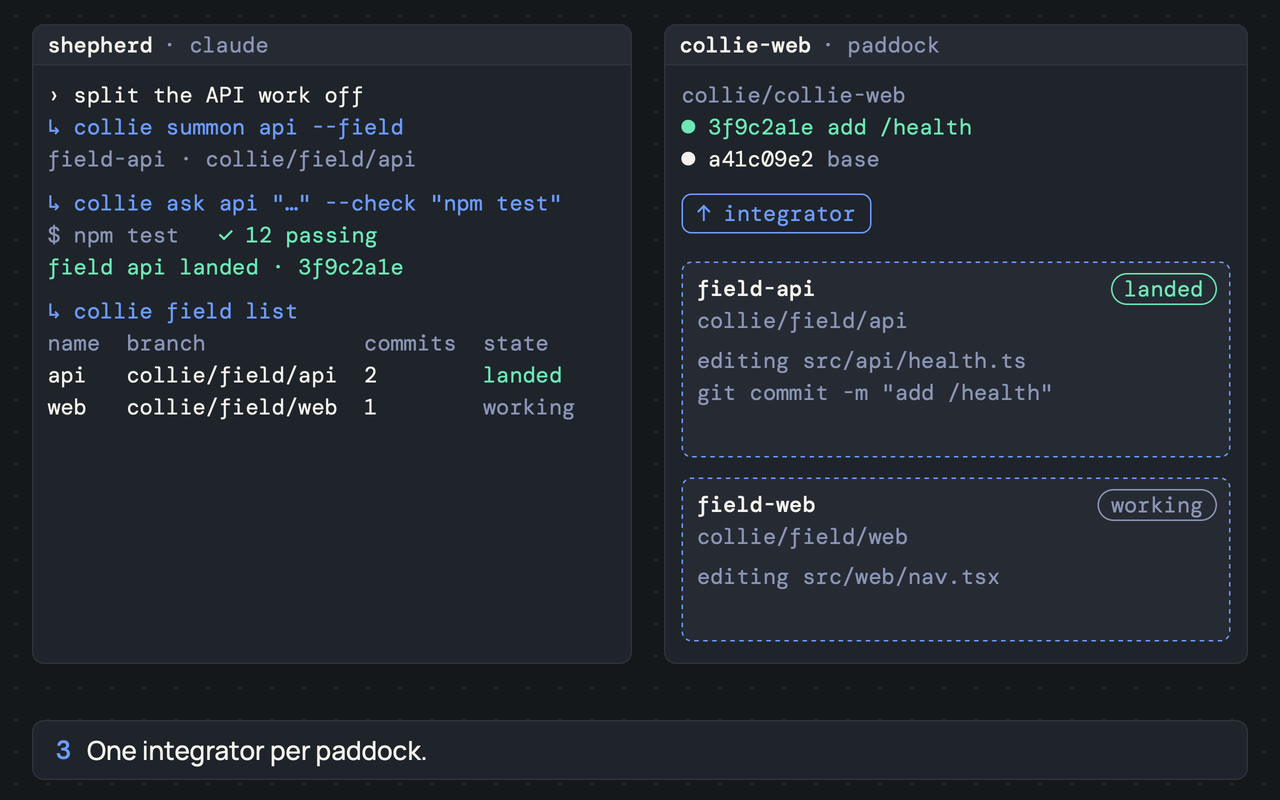 shepherd · claude
› split the API work off
↳ collie summon api --field
field-api · collie/field/api
↳ collie ask api "…" --check "npm test"
$ npm test ✓ 12 passing
field api landed · 3f9c2a1e
↳ collie field list
name branch commits state
api collie/field/api 2 landed
web collie/field/web 1 working
collie-web · paddock
collie/collie-web
3f9c2a1e add /health
a41c09e2 base
↑ integrator
field-api landed
collie/field/api
editing src/api/health.ts
git commit -m "add /health"
field-web working
collie/field/web
editing src/web/nav.tsx
3 One integrator per paddock.